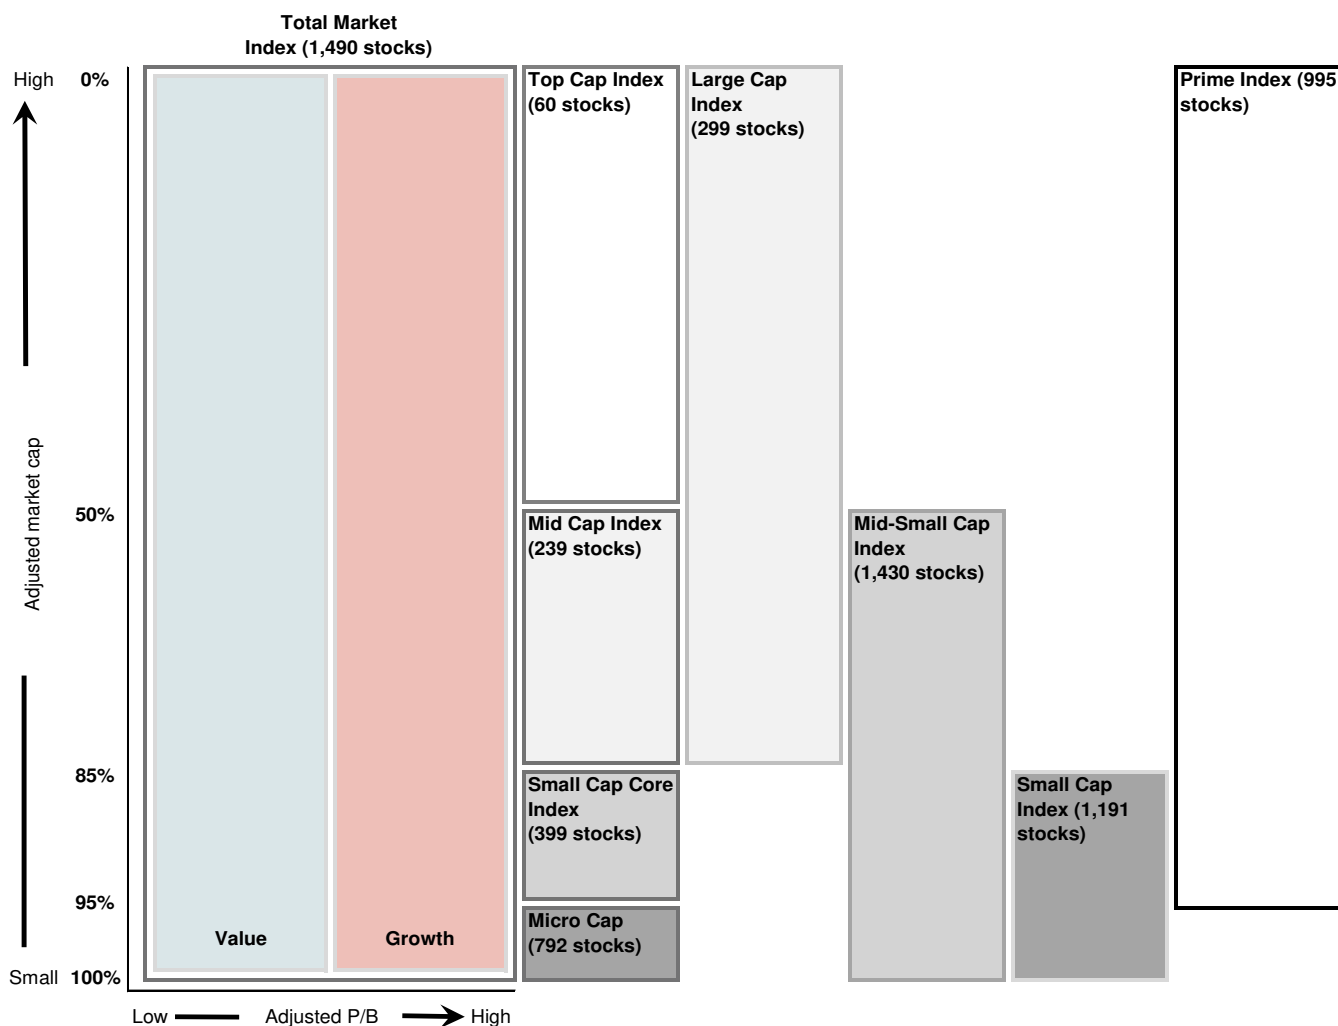 Total Market
Index (1,490 stocks)
High
0%
Top Cap Index
(60 stocks)
Large Cap
Index
(299 stocks)
Prime Index (995
stocks)
Adjusted market cap
50%
Mid Cap Index
(239 stocks)
Mid-Small Cap
Index
(1,430 stocks)
85%
Small Cap Core
Index
(399 stocks)
Small Cap
Index (1,191
stocks)
95%
Micro Cap
(792 stocks)
Value
Growth
Small
100%
Low
Adjusted P/B
High